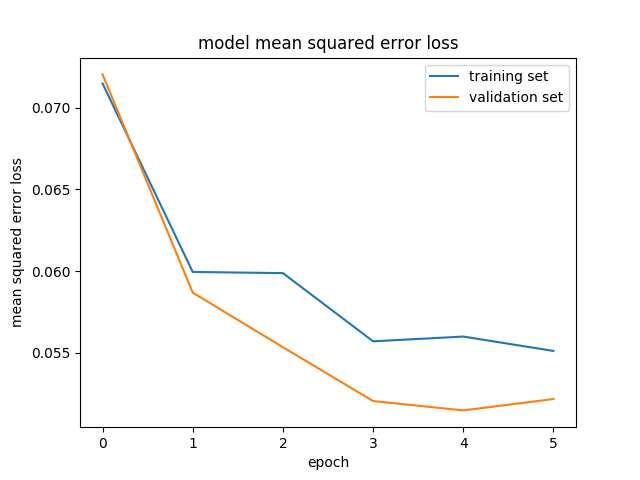 model mean squared error loss
training set
validation set
0.070
0.065
0.060
0.055
mean squared error loss
0 1 2 3 4 5
epoch